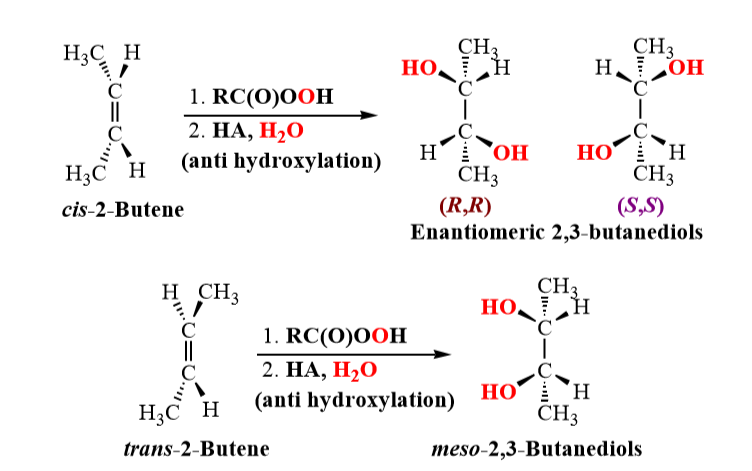 H₃C H
C
C
H₃C H
cis-2-Butene
1. RC(O)OOH
2. HA, H₂O
(anti hydroxylation)
CH₃
HO H
C
C
H OH
CH₃
(R,R)
CH₃
H OH
C
C
HO H
CH₃
(S,S)
Enantiomeric 2,3-butanediols
H CH₃
C
C
H₃C H
trans-2-Butene
1. RC(O)OOH
2. HA, H₂O
(anti hydroxylation)
CH₃
HO H
C
C
HO H
CH₃
meso-2,3-Butanediols